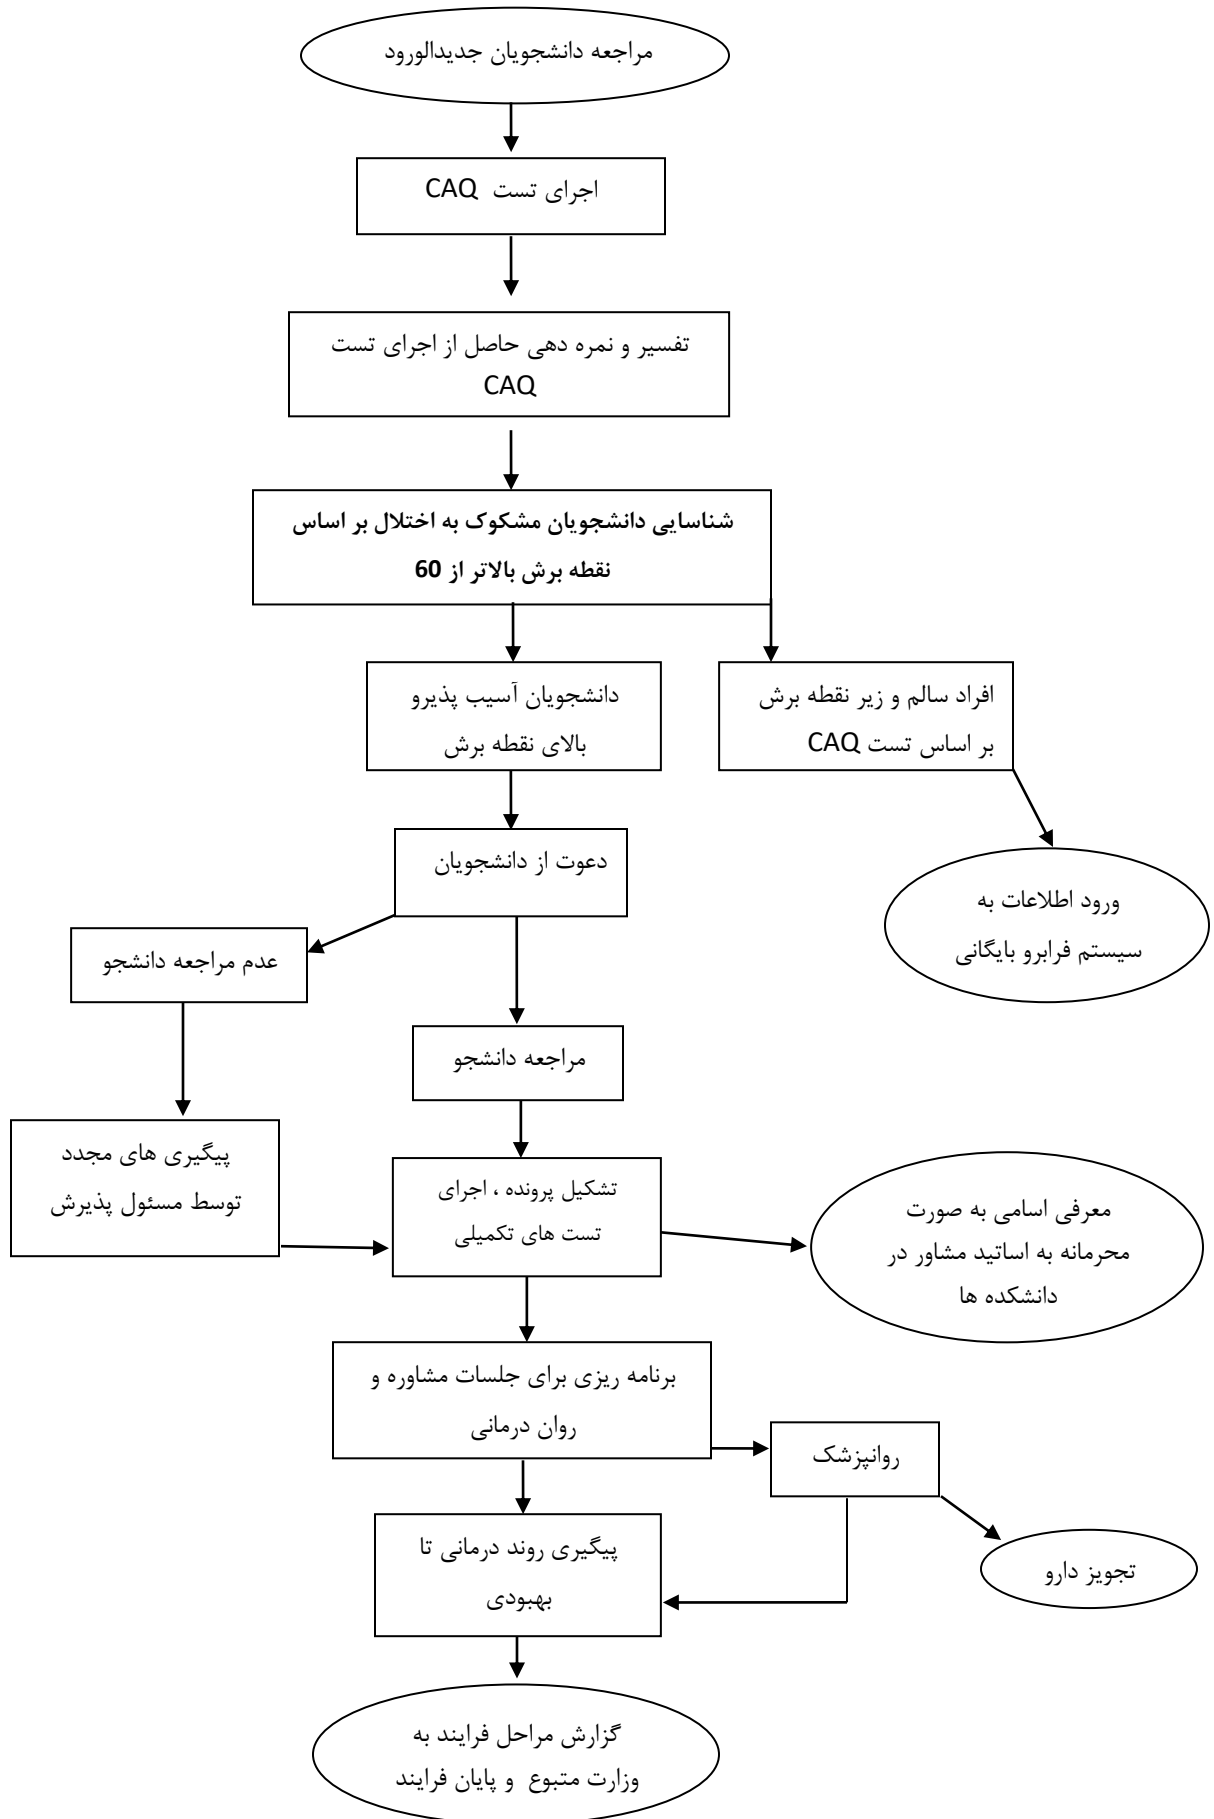 مراجعه دانشجویان جدیدالورود
اجرای تست CAQ
تفسیر و نمره دهی حاصل از اجرای تست
CAQ
شناسایی دانشجویان مشکوک به اختلال بر اساس
نقطه برش بالاتر از 60
افراد سالم و زیر نقطه برش
بر اساس تست CAQ
دانشجویان آسیب پذیرو
بالای نقطه برش
دعوت از دانشجویان
ورود اطلاعات به
سیستم فرابرو بایگانی
عدم مراجعه دانشجو
مراجعه دانشجو
پیگیری های مجدد
توسط مسئول پذیرش
تشکیل پرونده ، اجرای
تست های تکمیلی
معرفی اسامی به صورت
محرمانه به اساتید مشاور در
دانشکده ها
برنامه ریزی برای جلسات مشاوره و
روان درمانی
روانپزشک
تجویز دارو
پیگیری روند درمانی تا
بهبودی
گزارش مراحل فرایند به
وزارت متبوع و پایان فرایند